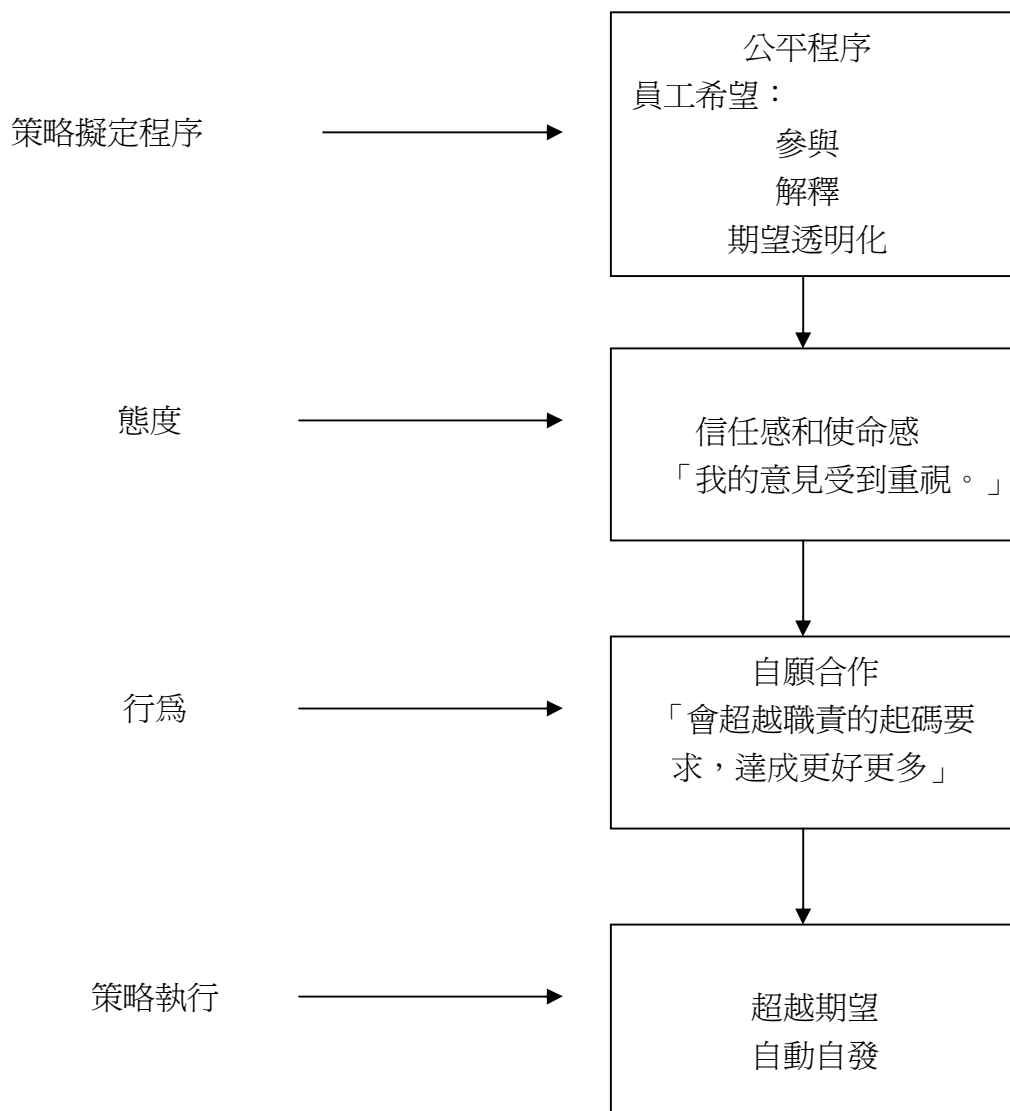 公平程序
員工希望：
策略擬定程序
參與
解釋
期望透明化
態度
信任感和使命感
「我的意見受到重視。」
自願合作
行爲
「會超越職責的起碼要
求，達成更好更多」
策略執行
超越期望
自動自發